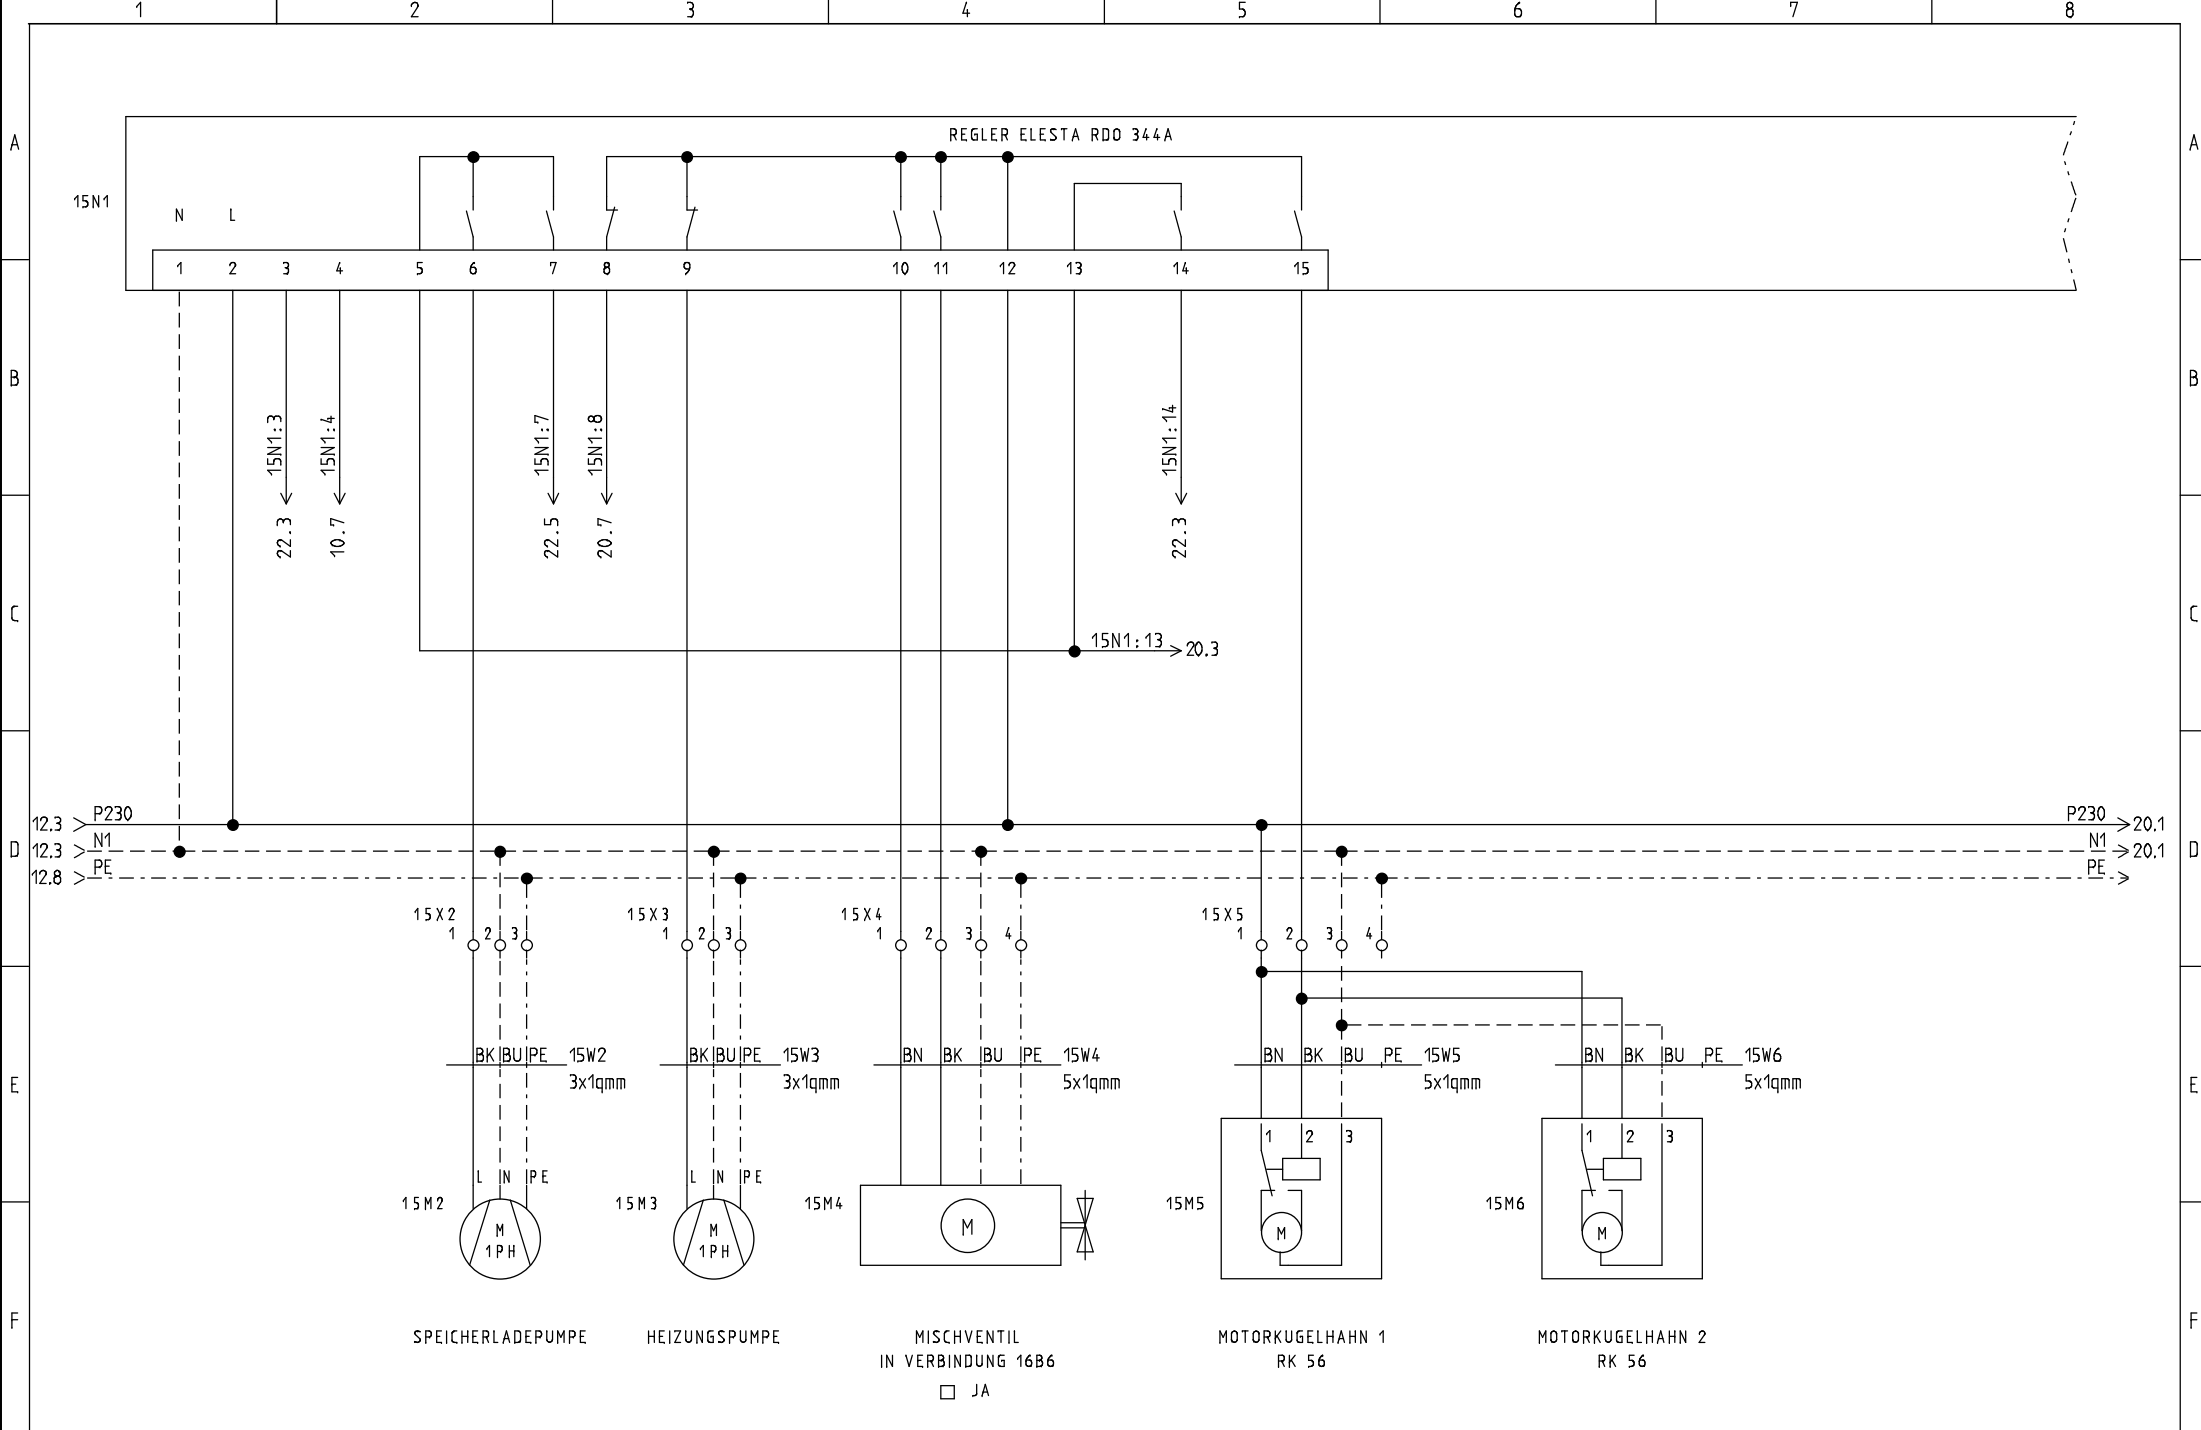 1 2 3 4 5 6 7 8
A A
REGLER ELESTA RDO 344A
15N1
N L
1 2 3 4 5 6 7 8 9 10 11 12 13 14 15
B B
15N1:3
15N1:4
15N1:7
15N1:8
15N1:14
22.3
10.7
22.5
20.7
22.3
C C
15N1:13 20.3
12.3 P230 P230 20.1
D 12.3 N1 N1 20.1 D
12.8 PE PE
15X2 15X3 15X4 15X5
1 2 3 1 2 3 1 2 3 4 1 2 3 4
BK BU PE 15W2 BK BU PE 15W3 BN BK BU PE 15W4 BN BK BU PE 15W5 BN BK BU PE 15W6
E 3x1qmm 3x1qmm 5x1qmm 5x1qmm 5x1qmm E
1 2 3 1 2 3
L N PE L N PE
15M2 15M3 15M4 15M5 15M6
M M M M M
1PH 1PH
F F
SPEICHERLADEPUMPE HEIZUNGSPUMPE MISCHVENTIL MOTORKUGELHAHN 1 MOTORKUGELHAHN 2
IN VERBINDUNG 16B6 RK 56 RK 56
JA